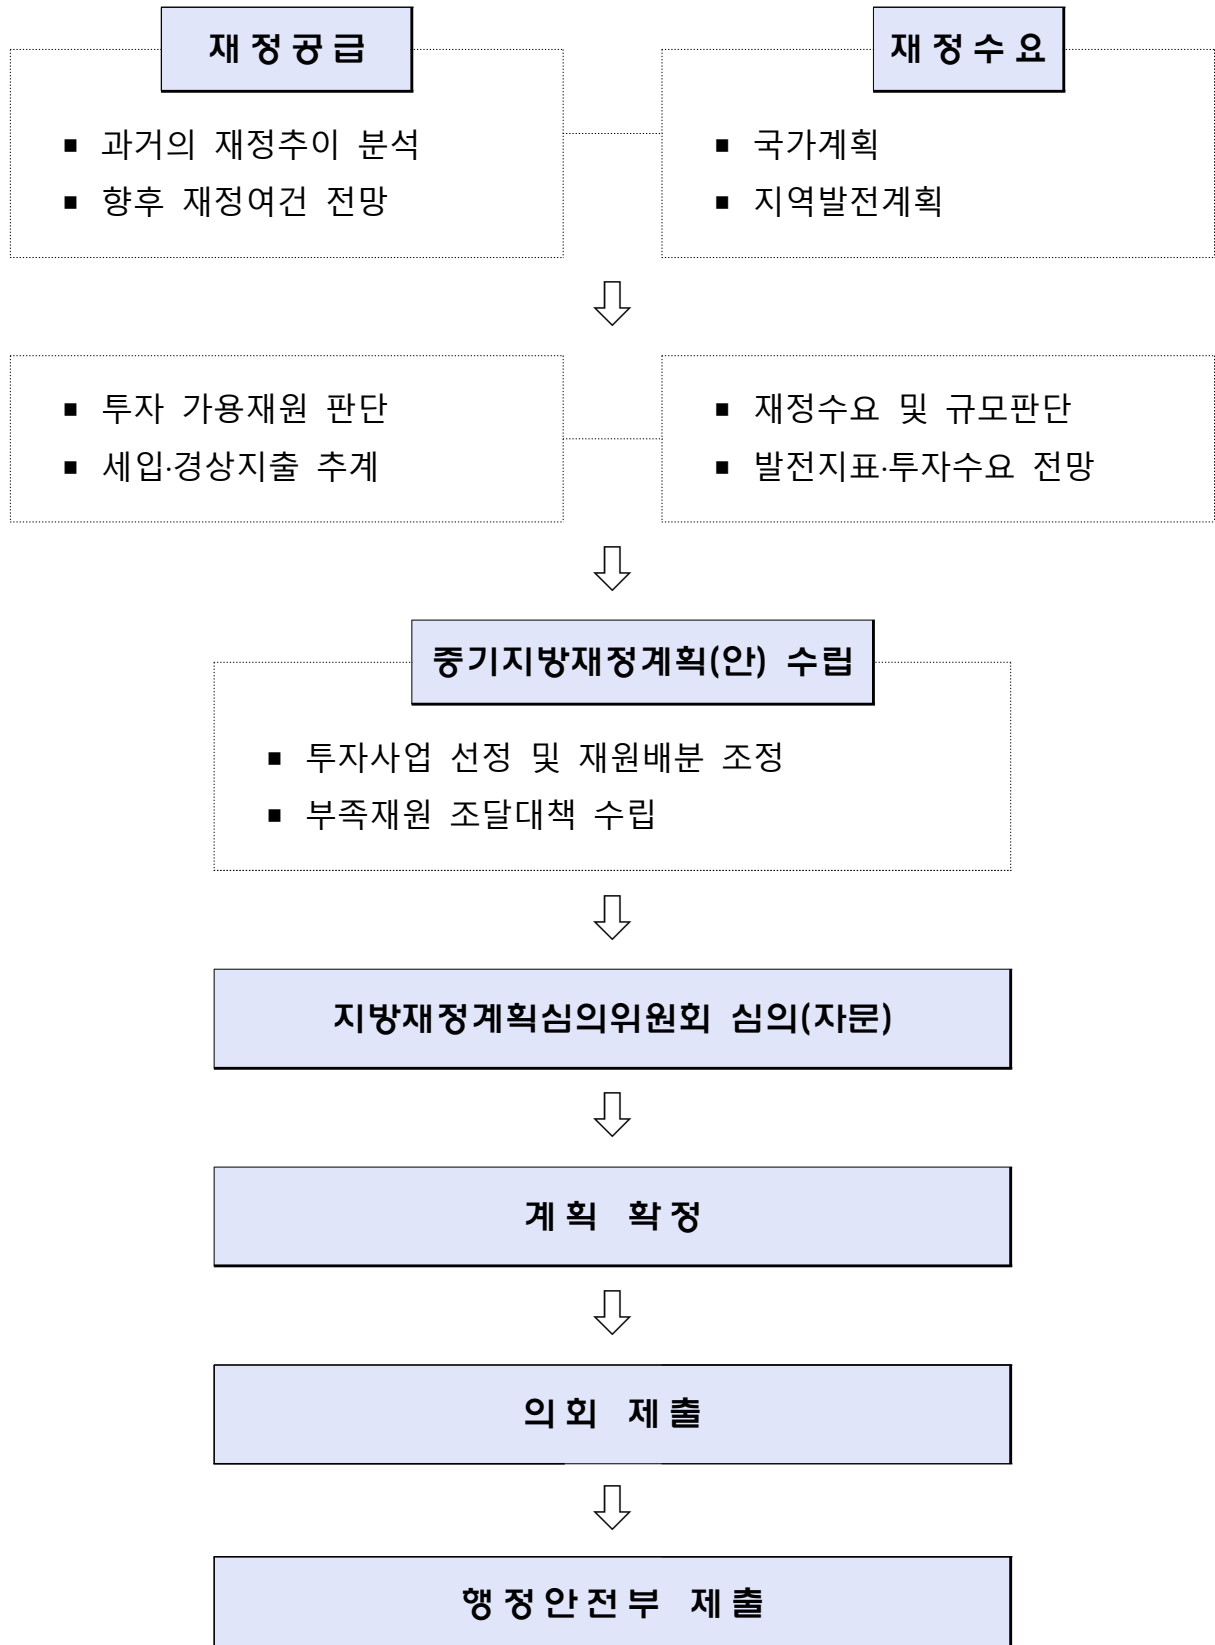 재정공급
■ 과거의 재정추이 분석
■ 향후 재정여건 전망
재정수요
■ 국가계획
■ 지역발전계획
■ 투자 가용재원 판단
■ 세입·경상지출 추계
■ 재정수요 및 규모판단
■ 발전지표·투자수요 전망
중기지방재정계획(안) 수립
■ 투자사업 선정 및 재원배분 조정
■ 부족재원 조달대책 수립
지방재정계획심의위원회 심의(자문)
계획 확정
의회 제출
행정안전부 제출